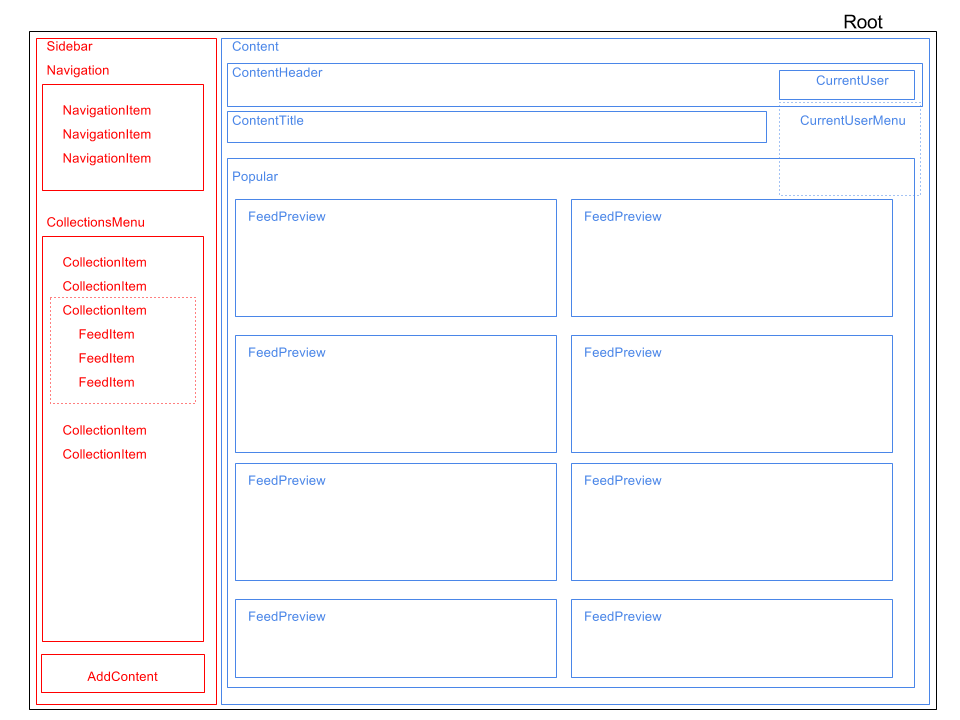 Root
Sidebar
Navigation
NavigationItem
NavigationItem
NavigationItem
CollectionsMenu
CollectionItem
CollectionItem
CollectionItem
FeedItem
FeedItem
FeedItem
CollectionItem
CollectionItem
AddContent
Content
ContentHeader
CurrentUser
ContentTitle
CurrentUserMenu
Popular
FeedPreview
FeedPreview
FeedPreview
FeedPreview
FeedPreview
FeedPreview
FeedPreview
FeedPreview